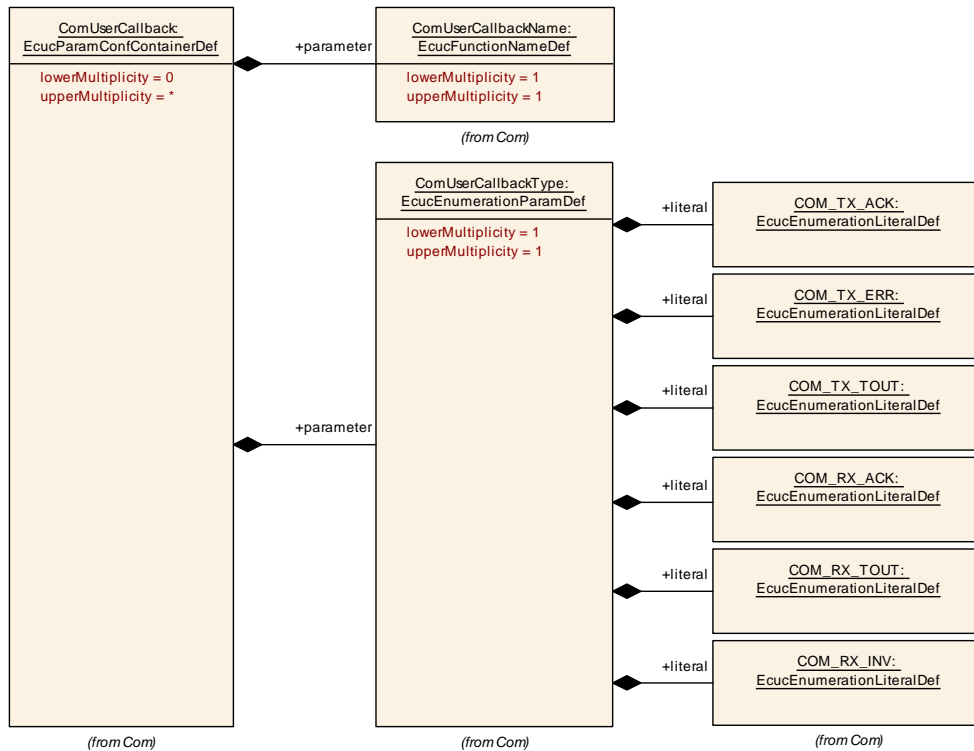 ComUserCallback:
EcucParamConfContainerDef
lowerMultiplicity = 0
upperMultiplicity = *
(from Com)
+parameter
ComUserCallbackName:
EcucFunctionNameDef
lowerMultiplicity = 1
upperMultiplicity = 1
(from Com)
+parameter
ComUserCallbackType:
EcucEnumerationParamDef
lowerMultiplicity = 1
upperMultiplicity = 1
(from Com)
+literal
COM_TX_ACK:
EcucEnumerationLiteralDef
+literal
COM_TX_ERR:
EcucEnumerationLiteralDef
+literal
COM_TX_TOUT:
EcucEnumerationLiteralDef
+literal
COM_RX_ACK:
EcucEnumerationLiteralDef
+literal
COM_RX_TOUT:
EcucEnumerationLiteralDef
+literal
COM_RX_INV:
EcucEnumerationLiteralDef
(from Com)